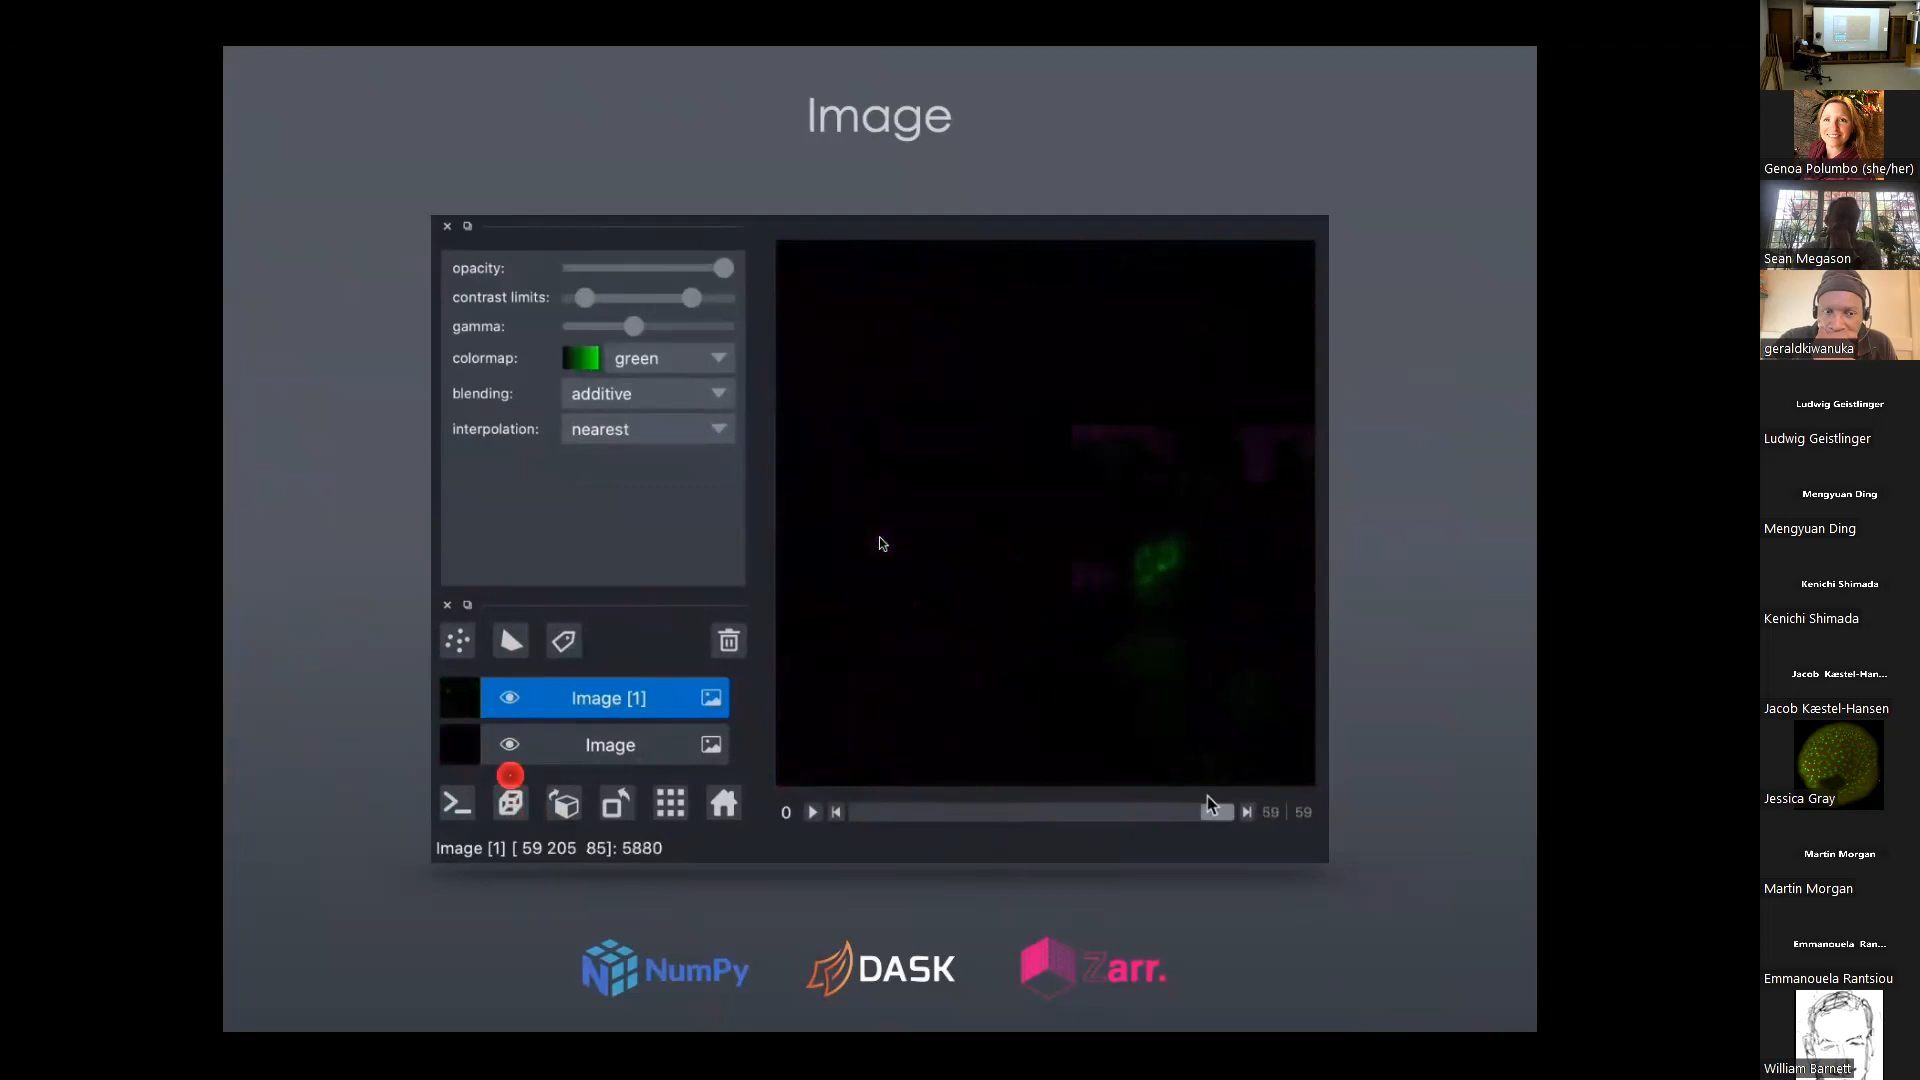 Image
opacity:
contrast limits:
gamma:
colormap: green
blending: additive
interpolation: nearest
Image [1]
Image
0 59 59
Image [1] [ 59 205 85]: 5880
NumPy DASK Zarr.
Genoa Polumbo (she/her)
Sean Megason
geraldkiwanuka
Ludwig Geistlinger
Ludwig Geistlinger
Mengyuan Ding
Mengyuan Ding
Kenichi Shimada
Kenichi Shimada
Jacob Kæstel-Han...
Jacob Kæstel-Hansen
Jessica Gray
Martin Morgan
Martin Morgan
Emmanouela Ran...
Emmanouela Rantsiou
William Barnett